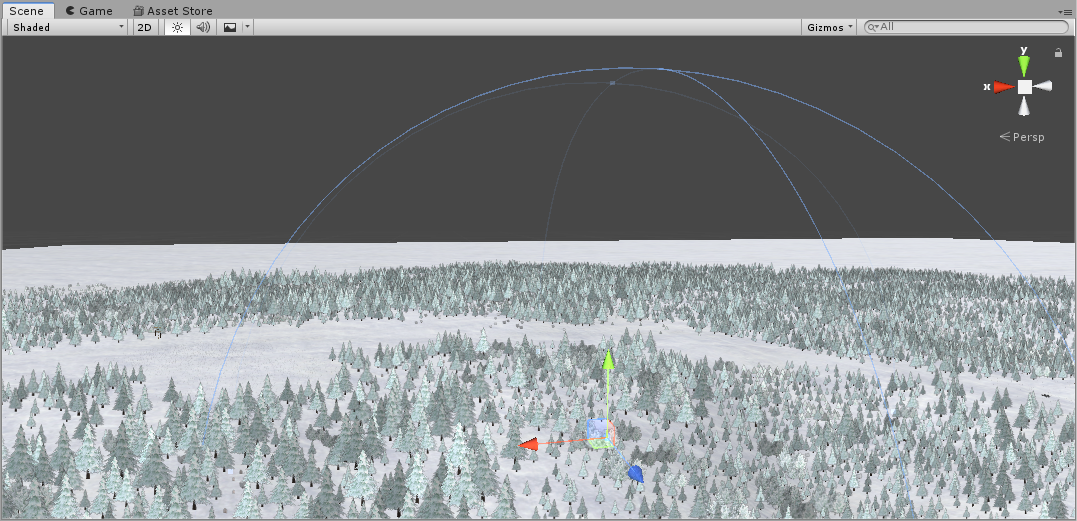 Scene Game Asset Store
Shaded 2D Gizmos All
y
x
Persp